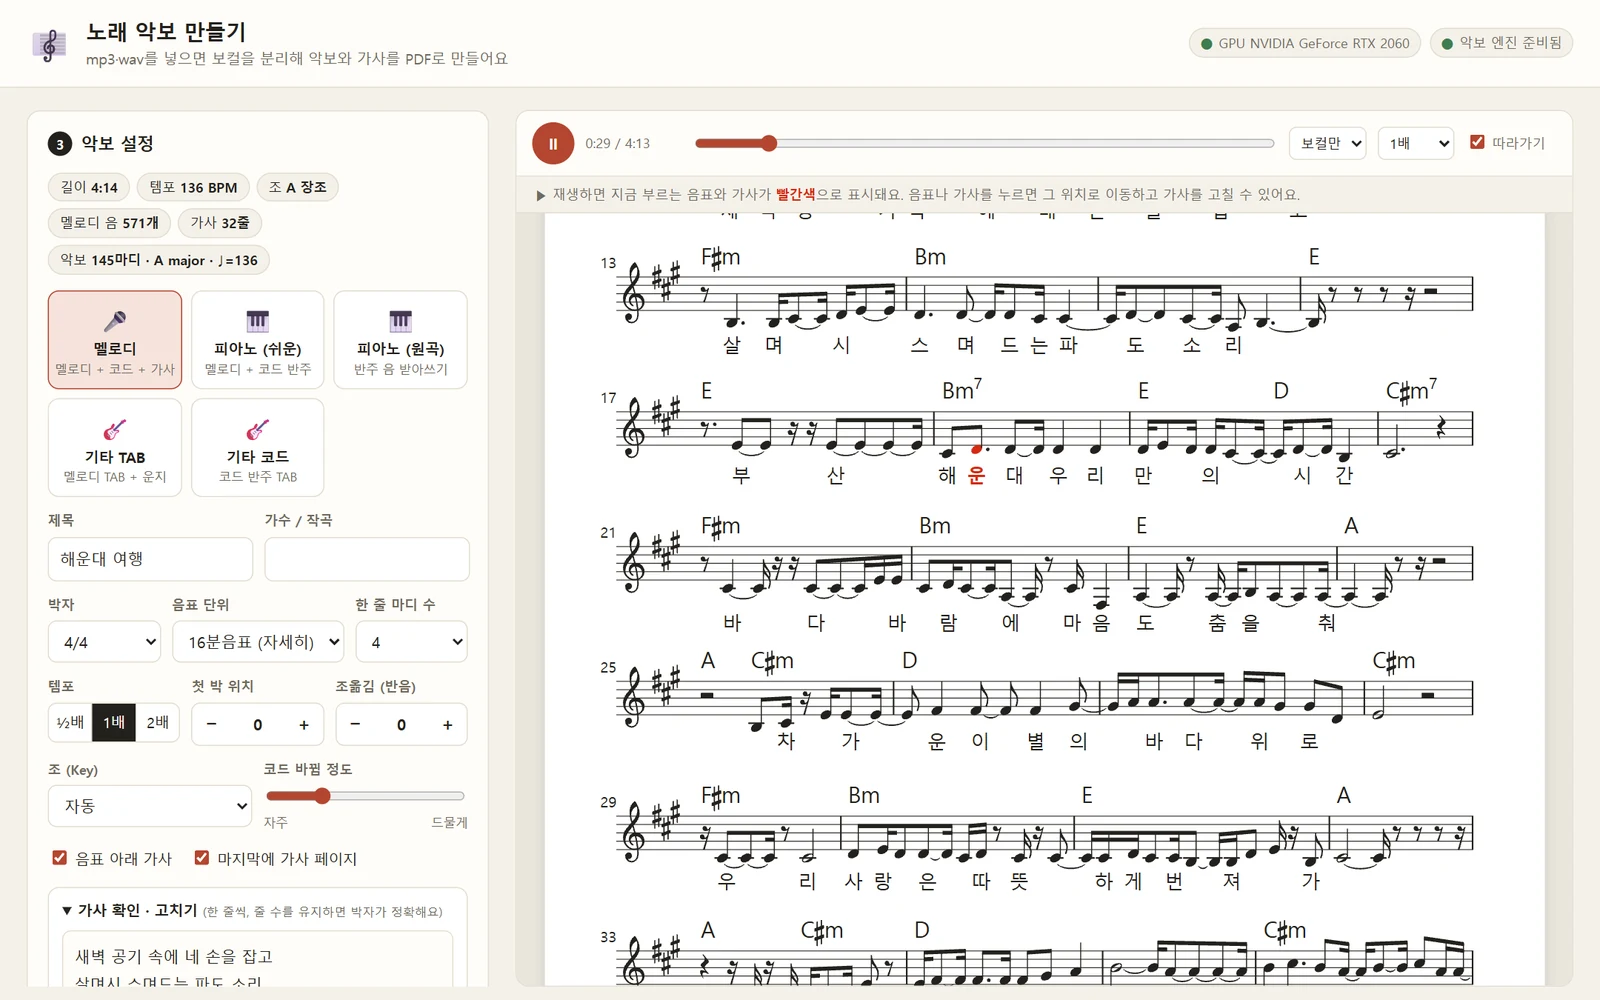 노래 악보 만들기
mp3·wav를 넣으면 보컬을 분리해 악보와 가사를 PDF로 만들어요
GPU NVIDIA GeForce RTX 2060
악보 엔진 준비됨
3 악보 설정
길이 4:14
템포 136 BPM
조 A 장조
멜로디 음 571개
가사 32줄
악보 145마디 · A major · ♩=136
멜로디
멜로디 + 코드 + 가사
피아노 (쉬운)
멜로디 + 코드 반주
피아노 (원곡)
반주 음 받아쓰기
기타 TAB
멜로디 TAB + 운지
기타 코드
코드 반주 TAB
제목
가수 / 작곡
해운대 여행
박자
음표 단위
한 줄 마디 수
4/4
16분음표 (자세히)
4
템포
첫 박 위치
조옮김 (반음)
½배 1배 2배
− 0 +
− 0 +
조 (Key)
코드 바뀜 정도
자동
자주
드물게
음표 아래 가사
마지막에 가사 페이지
▼ 가사 확인 · 고치기 (한 줄씩, 줄 수를 유지하면 박자가 정확해요)
새벽 공기 속에 네 손을 잡고
살며시 스며드는 파도 소리
0:29 / 4:13
보컬만
1배
따라가기
▶ 재생하면 지금 부르는 음표와 가사가 빨간색으로 표시돼요. 음표나 가사를 누르면 그 위치로 이동하고 가사를 고칠 수 있어요.
13 F♯m Bm E
살 며 시 스 며 드 는 파 도 소 리
17 E Bm7 E D C♯m7
부 산 해 운 대 우 리 만 의 시 간
21 F♯m Bm E A
바 다 바 람 에 마 음 도 춤 을 춰
25 A C♯m D C♯m
차 가 운 이 별 의 바 다 위 로
29 F♯m Bm E A
우 리 사 랑 은 따 뜻 하 게 번 져 가
33 A C♯m D C♯m